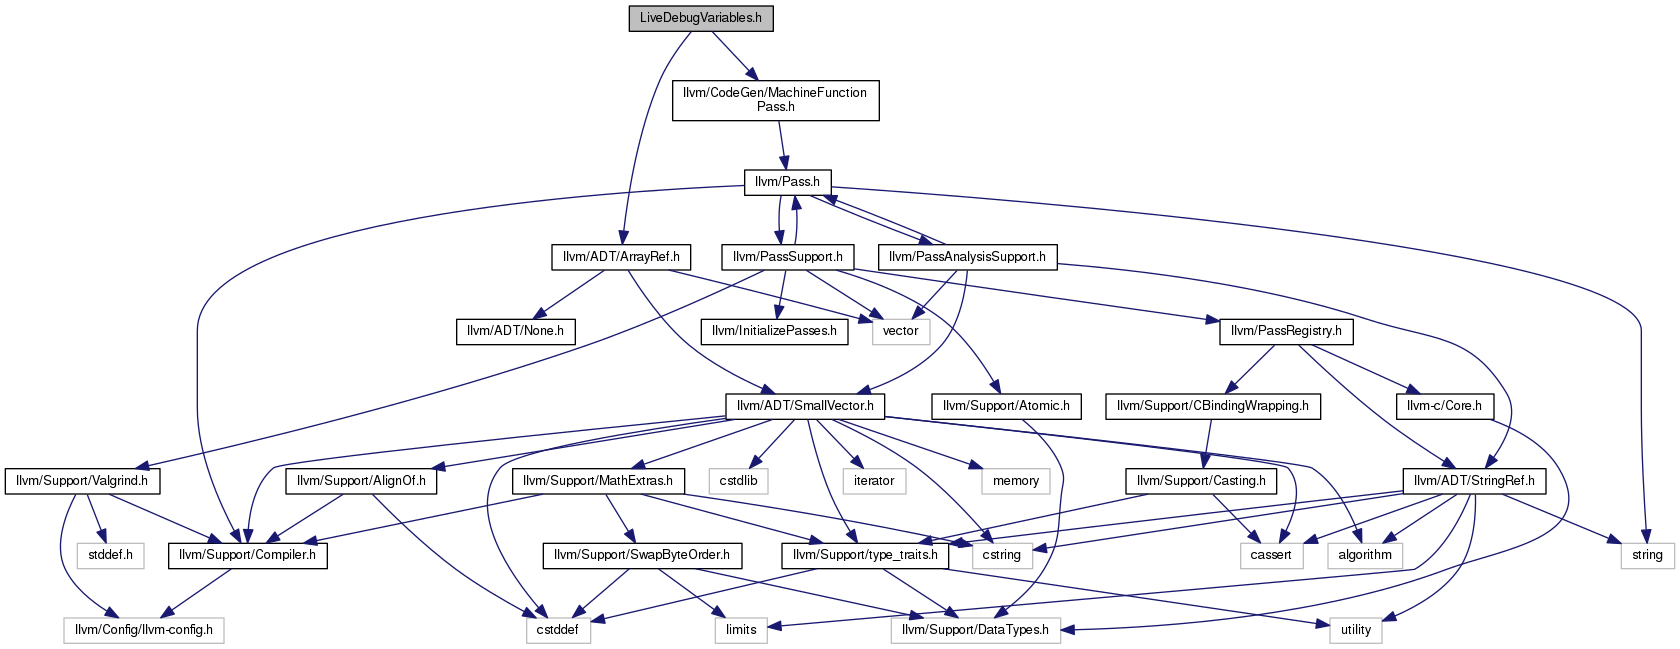 LiveDebugVariables.h
llvm/CodeGen/MachineFunction
Pass.h
llvm/Pass.h
llvm/ADT/ArrayRef.h
llvm/PassSupport.h
llvm/PassAnalysisSupport.h
llvm/ADT/None.h
llvm/InitializePasses.h
vector
llvm/PassRegistry.h
llvm/ADT/SmallVector.h
llvm/Support/Atomic.h
llvm/Support/CBindingWrapping.h
llvm-c/Core.h
llvm/Support/Valgrind.h
llvm/Support/AlignOf.h
llvm/Support/MathExtras.h
cstdlib
iterator
memory
llvm/Support/Casting.h
llvm/ADT/StringRef.h
stddef.h
llvm/Support/Compiler.h
llvm/Support/SwapByteOrder.h
llvm/Support/type_traits.h
cstring
cassert
algorithm
string
llvm/Config/llvm-config.h
cstddef
limits
llvm/Support/DataTypes.h
utility